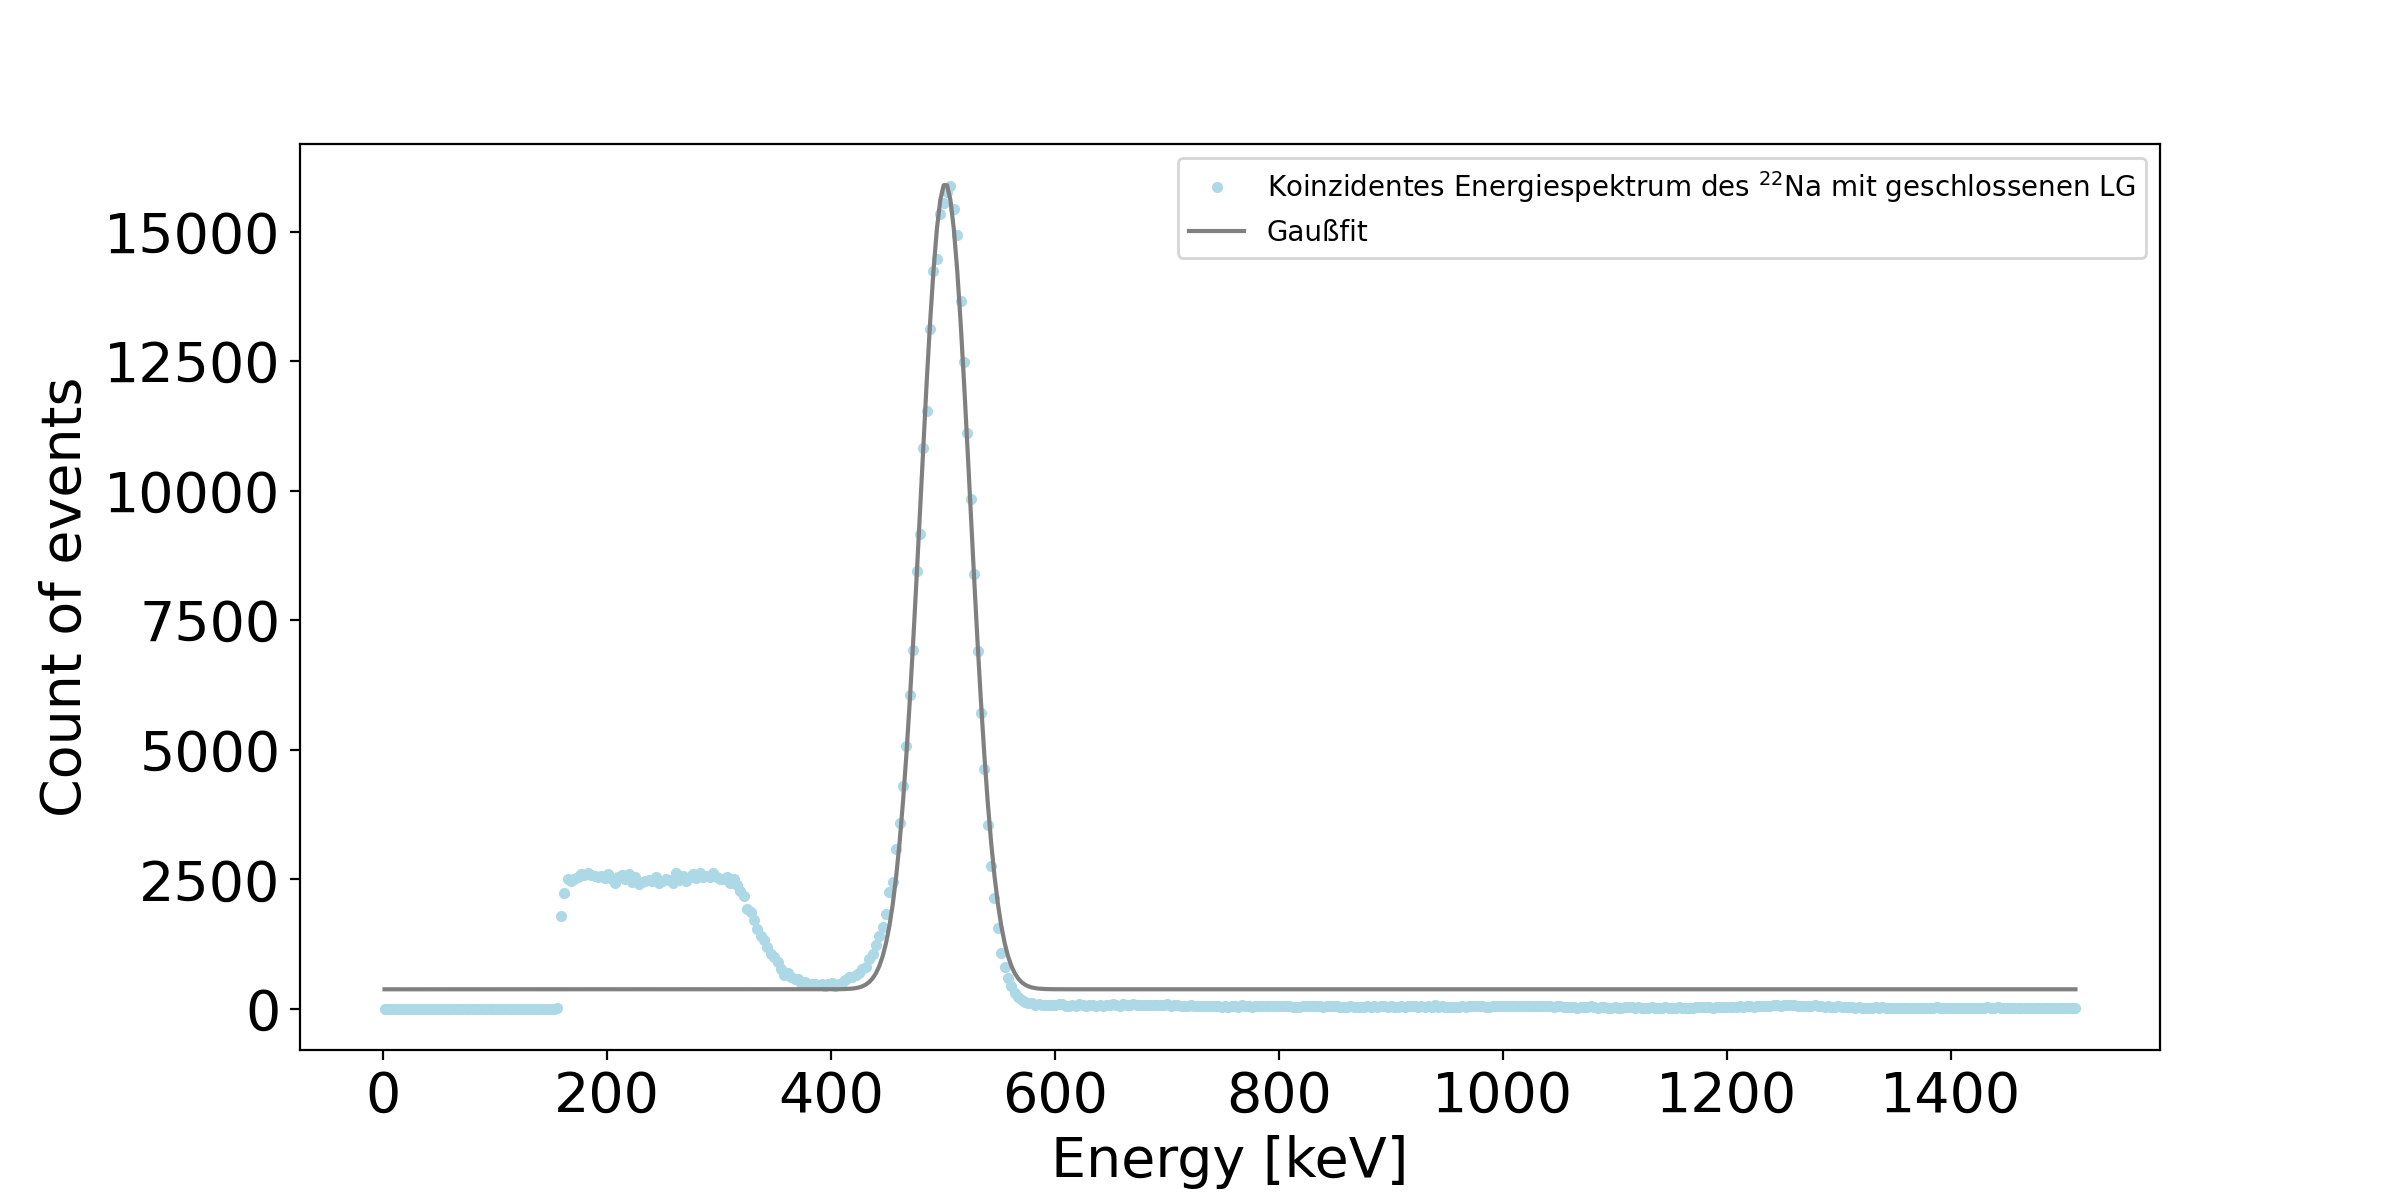 Koinzidentes Energiespektrum des ²²Na mit geschlossenen LG
Gaußfit
Count of events
15000
12500
10000
7500
5000
2500
0
0 200 400 600 800 1000 1200 1400
Energy [keV]